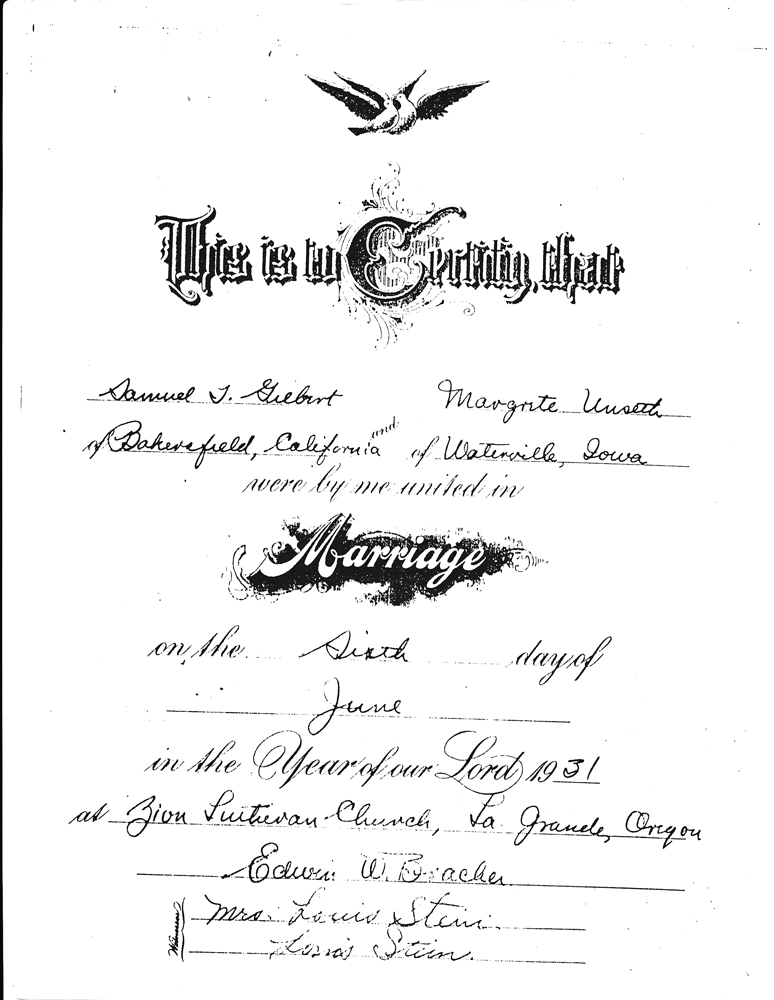 This is to Certify, that
Samuel J. Giebert Margrite Unseth
and
of Bakersfield, California of Waterville, Iowa
were by me united in
Marriage
on the Sixth day of
June
in the Year of our Lord 1931
at Zion Lutheran Church, La Grande, Oregon
Edwin W.
Mrs. Louis Stein.
Louis Stein.
Witnesses